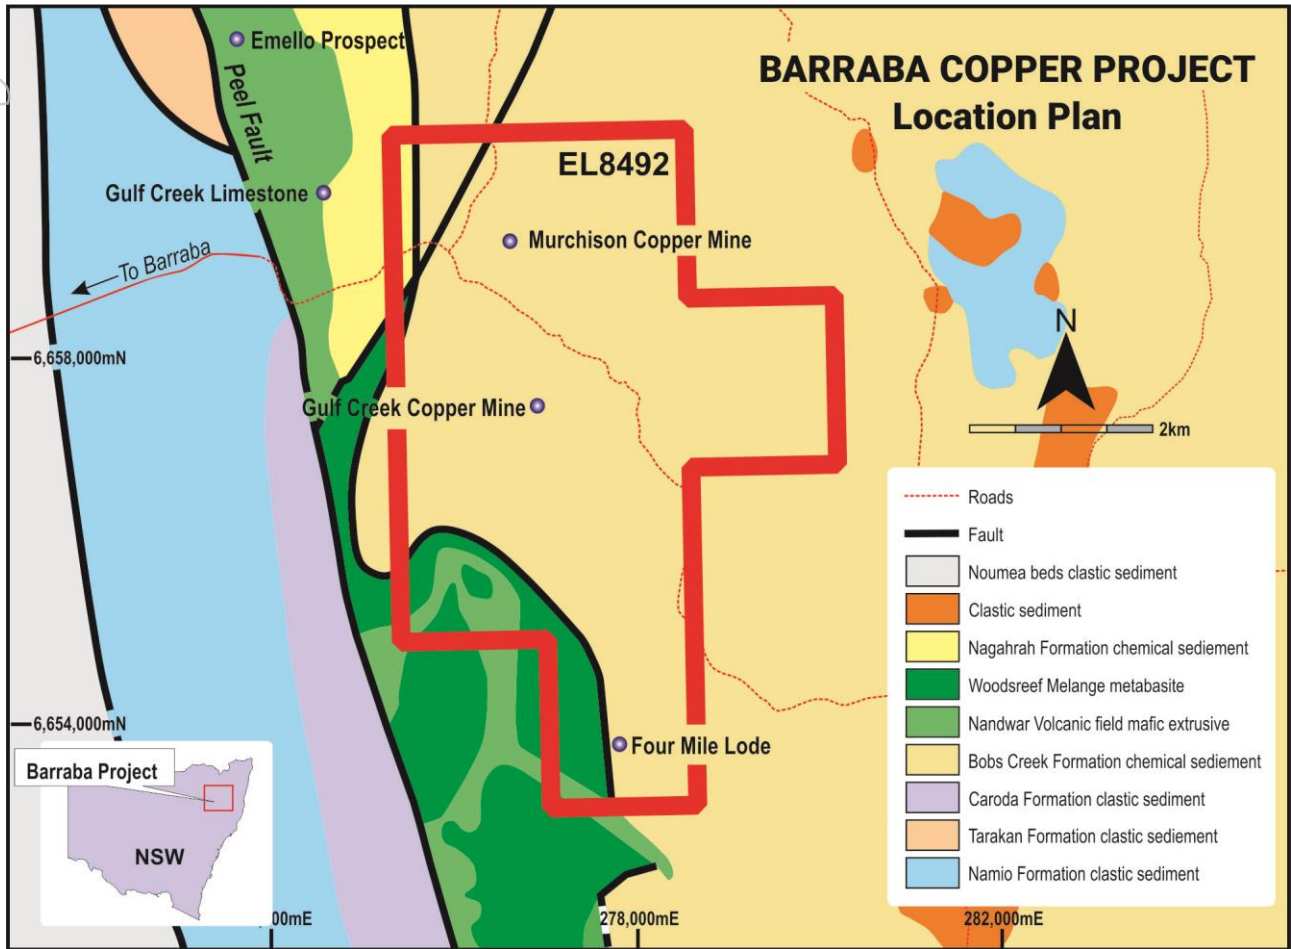 BARRABA COPPER PROJECT
Location Plan
Emello Prospect
Peel Fault
EL8492
Gulf Creek Limestone
Murchison Copper Mine
To Barraba
N
6,658,000mN
Gulf Creek Copper Mine
2km
Roads
Fault
Noumea beds clastic sediment
Clastic sediment
Nagahrah Formation chemical sediement
Woodsreef Melange metabasite
Nandwar Volcanic field mafic extrusive
Bobs Creek Formation chemical sediement
Caroda Formation clastic sediment
Tarakan Formation clastic sediement
Namio Formation clastic sediment
6,654,000mN
Four Mile Lode
Barraba Project
NSW
00mE
278,000mE
282,000mE